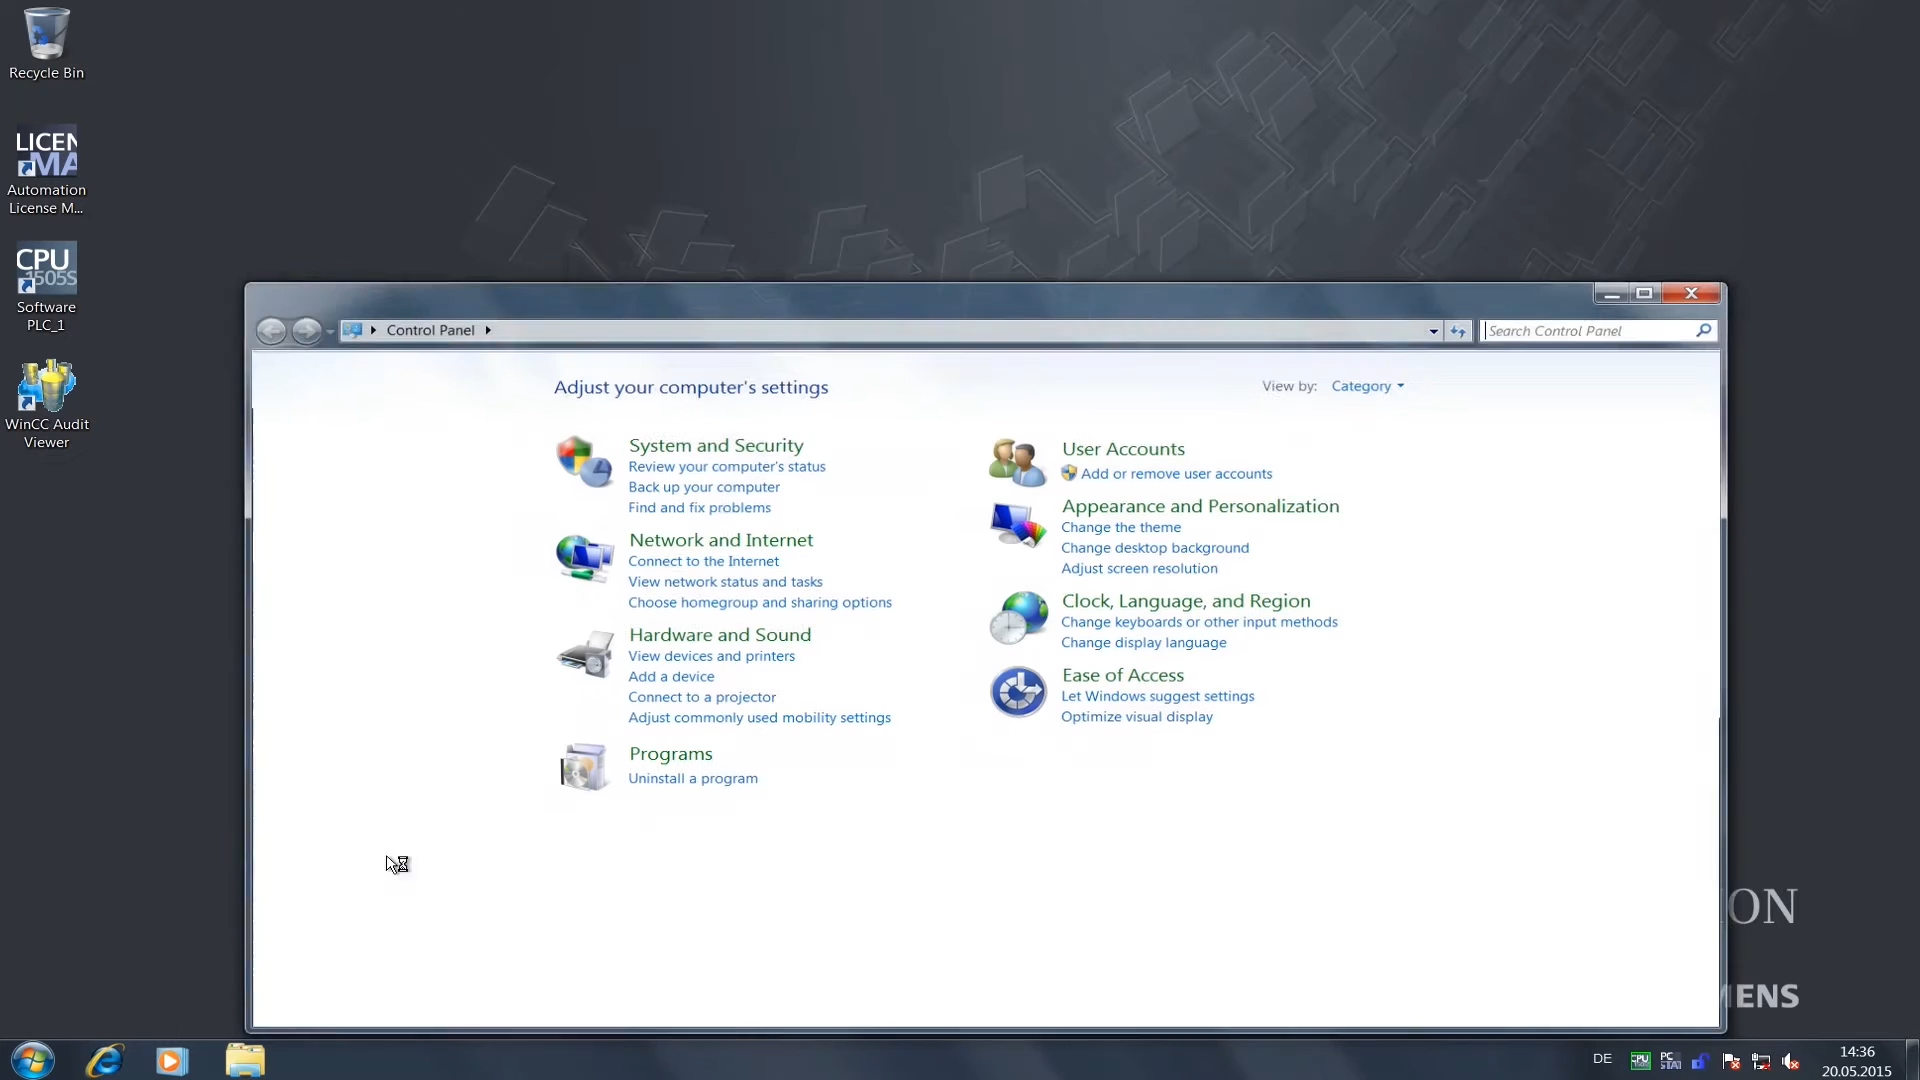 Recycle Bin
LICEN
MA
Automation
License M...
CPU
1505S
Software
PLC_1
WinCC Audit
Viewer
Control Panel
Search Control Panel
Adjust your computer's settings
View by: Category
System and Security
Review your computer's status
Back up your computer
Find and fix problems
Network and Internet
Connect to the Internet
View network status and tasks
Choose homegroup and sharing options
Hardware and Sound
View devices and printers
Add a device
Connect to a projector
Adjust commonly used mobility settings
Programs
Uninstall a program
User Accounts
Add or remove user accounts
Appearance and Personalization
Change the theme
Change desktop background
Adjust screen resolution
Clock, Language, and Region
Change keyboards or other input methods
Change display language
Ease of Access
Let Windows suggest settings
Optimize visual display
ION
MENS
DE
CPU
PC
STAT
14:36
20.05.2015